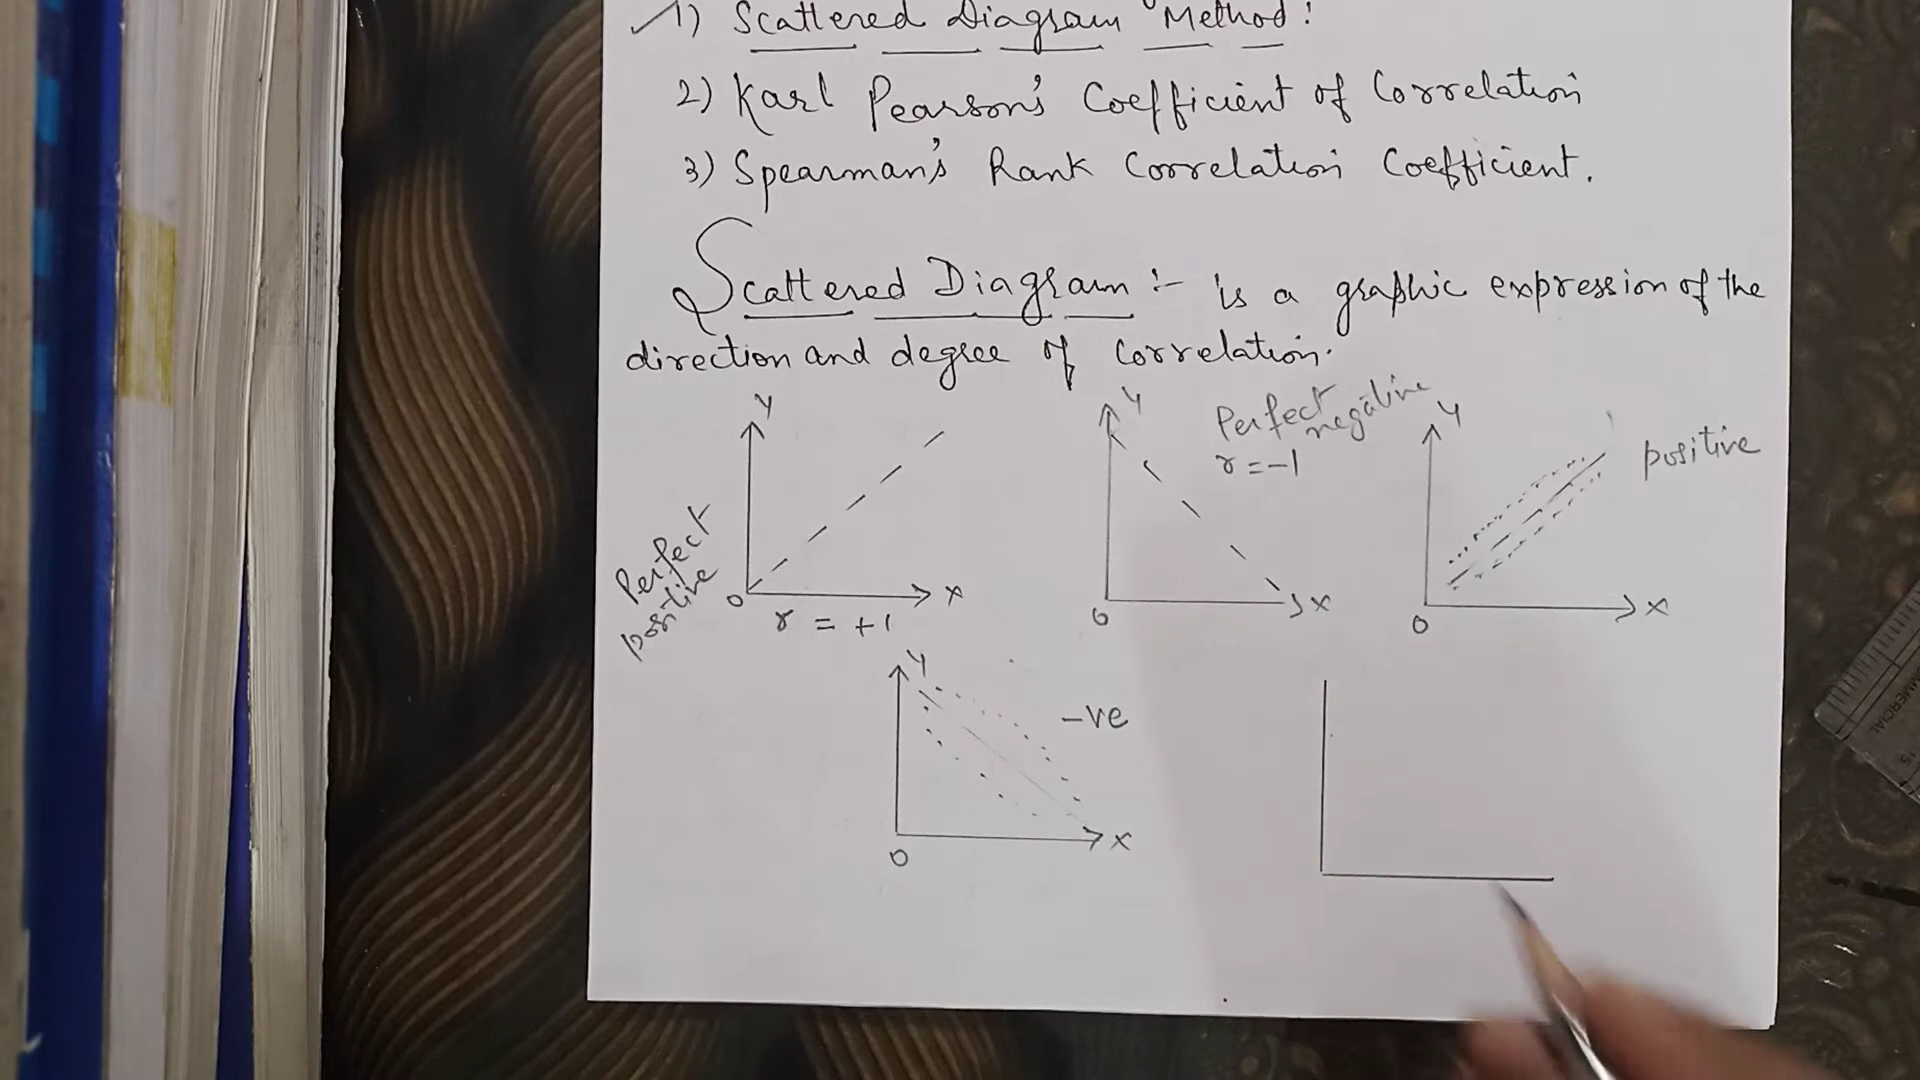 1) Scattered Diagram Method :
2) Karl Pearson's Coefficient of Correlation
3) Spearman's Rank Correlation Coefficient.
Scattered Diagram :- is a graphic expression of the
direction and degree of correlation.
Y
Perfect
positive
O
X
r = +1
Y
Perfect
negative
r = -1
O
X
Y
positive
O
X
Y
-ve
O
X
15